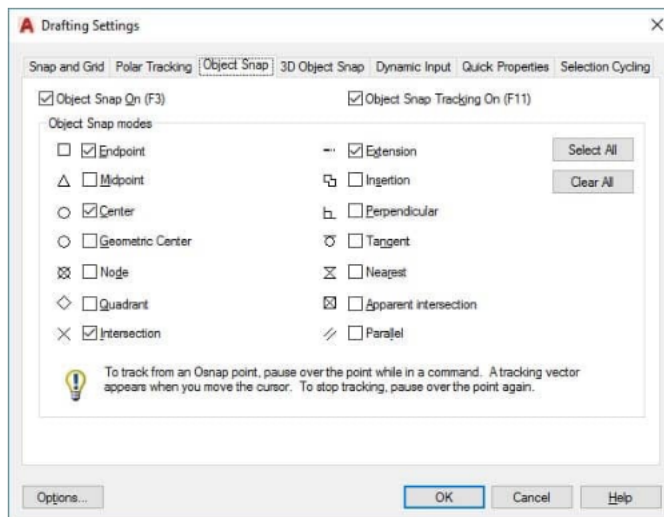 Drafting Settings
Snap and Grid Polar Tracking Object Snap 3D Object Snap Dynamic Input Quick Properties Selection Cycling
Object Snap On (F3) Object Snap Tracking On (F11)
Object Snap modes
Endpoint Extension Select All
Midpoint Insertion Clear All
Center Perpendicular
Geometric Center Tangent
Node Nearest
Quadrant Apparent intersection
Intersection Parallel
To track from an Osnap point, pause over the point while in a command. A tracking vector
appears when you move the cursor. To stop tracking, pause over the point again.
Options... OK Cancel Help